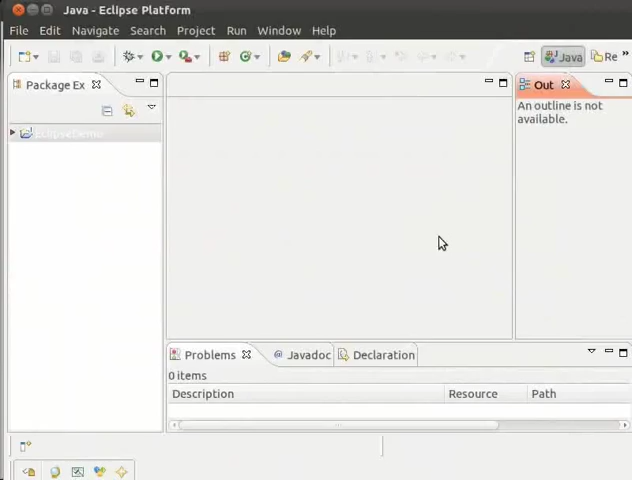 Java - Eclipse Platform
File Edit Navigate Search Project Run Window Help
Java Re »
Package Ex
Out
An outline is not
available.
EclipseDemo
Problems @ Javadoc Declaration
0 items
Description Resource Path